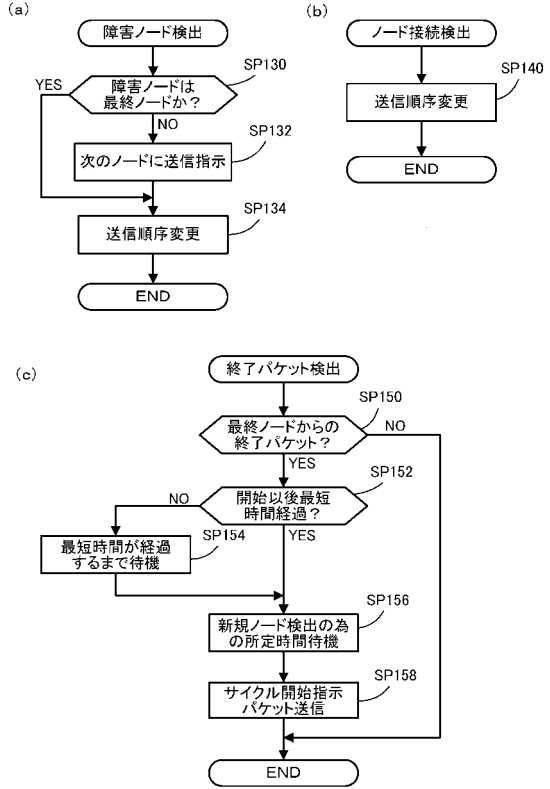 (a)
障害ノード検出
SP130
障害ノードは
最終ノードか？
YES
NO
SP132
次のノードに送信指示
SP134
送信順序変更
END
(b)
ノード接続検出
SP140
送信順序変更
END
(c)
終了パケット検出
SP150
最終ノードからの
終了パケット？
NO
YES
SP152
開始以後最短
時間経過？
NO
YES
SP154
最短時間が経過
するまで待機
SP156
新規ノード検出の為
の所定時間待機
SP158
サイクル開始指示
パケット送信
END